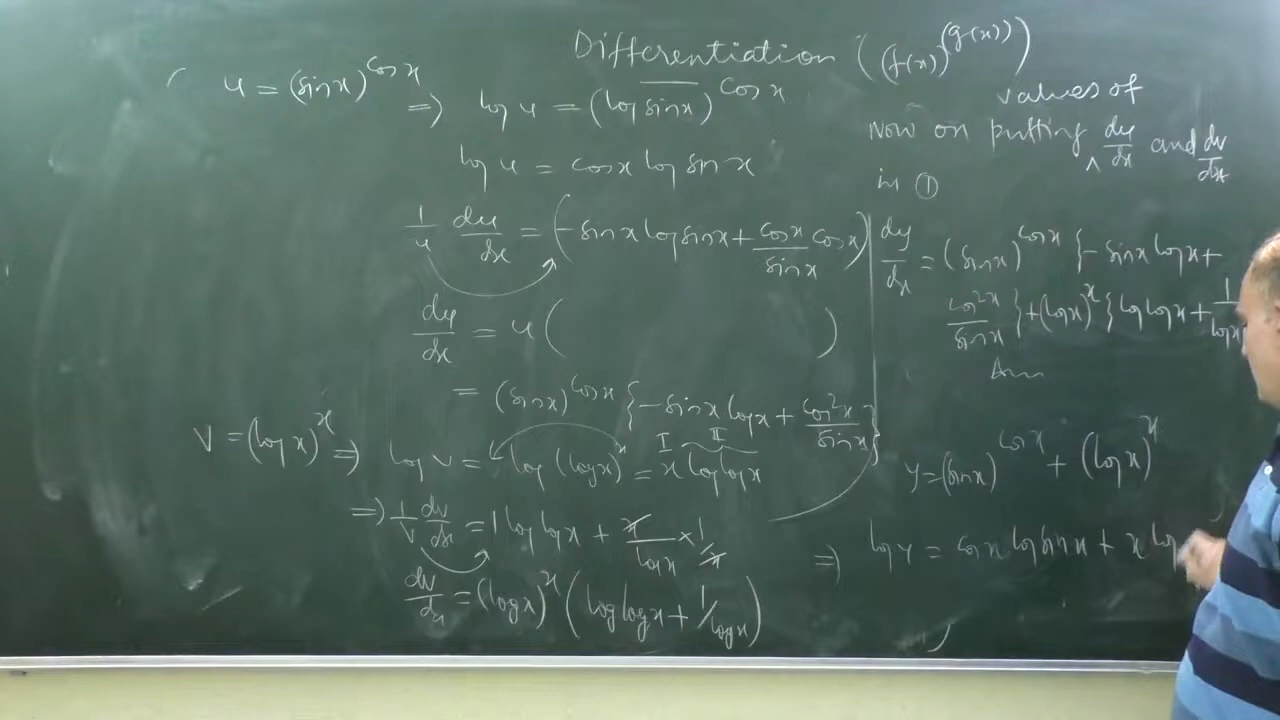 Differentiation ((f(x))^(g(x)))
u = (sinx)^cosx => log u = (log sinx)^cosx
log u = cosx log sinx
1/u du/dx = (-sinx log sinx + cosx/sinx cosx)
du/dx = u( )
= (sinx)^cosx {-sinx logx + cos²x/sinx}
V = (logx)^x => log v = log (logx)^x = x log logx
I II
=> 1/v dv/dx = 1 log logx + x/logx × 1/x
dv/dx = (logx)^x (log logx + 1/logx)
values of
Now on putting ^ du/dx and dv/dx
in ①
dy/dx = (sinx)^cosx {-sinx logx +
cos²x/sinx} + (logx)^x {log logx + 1/logx
Ans
y = (sinx)^cosx + (logx)^x
=> log y = cosx log sinx + x log